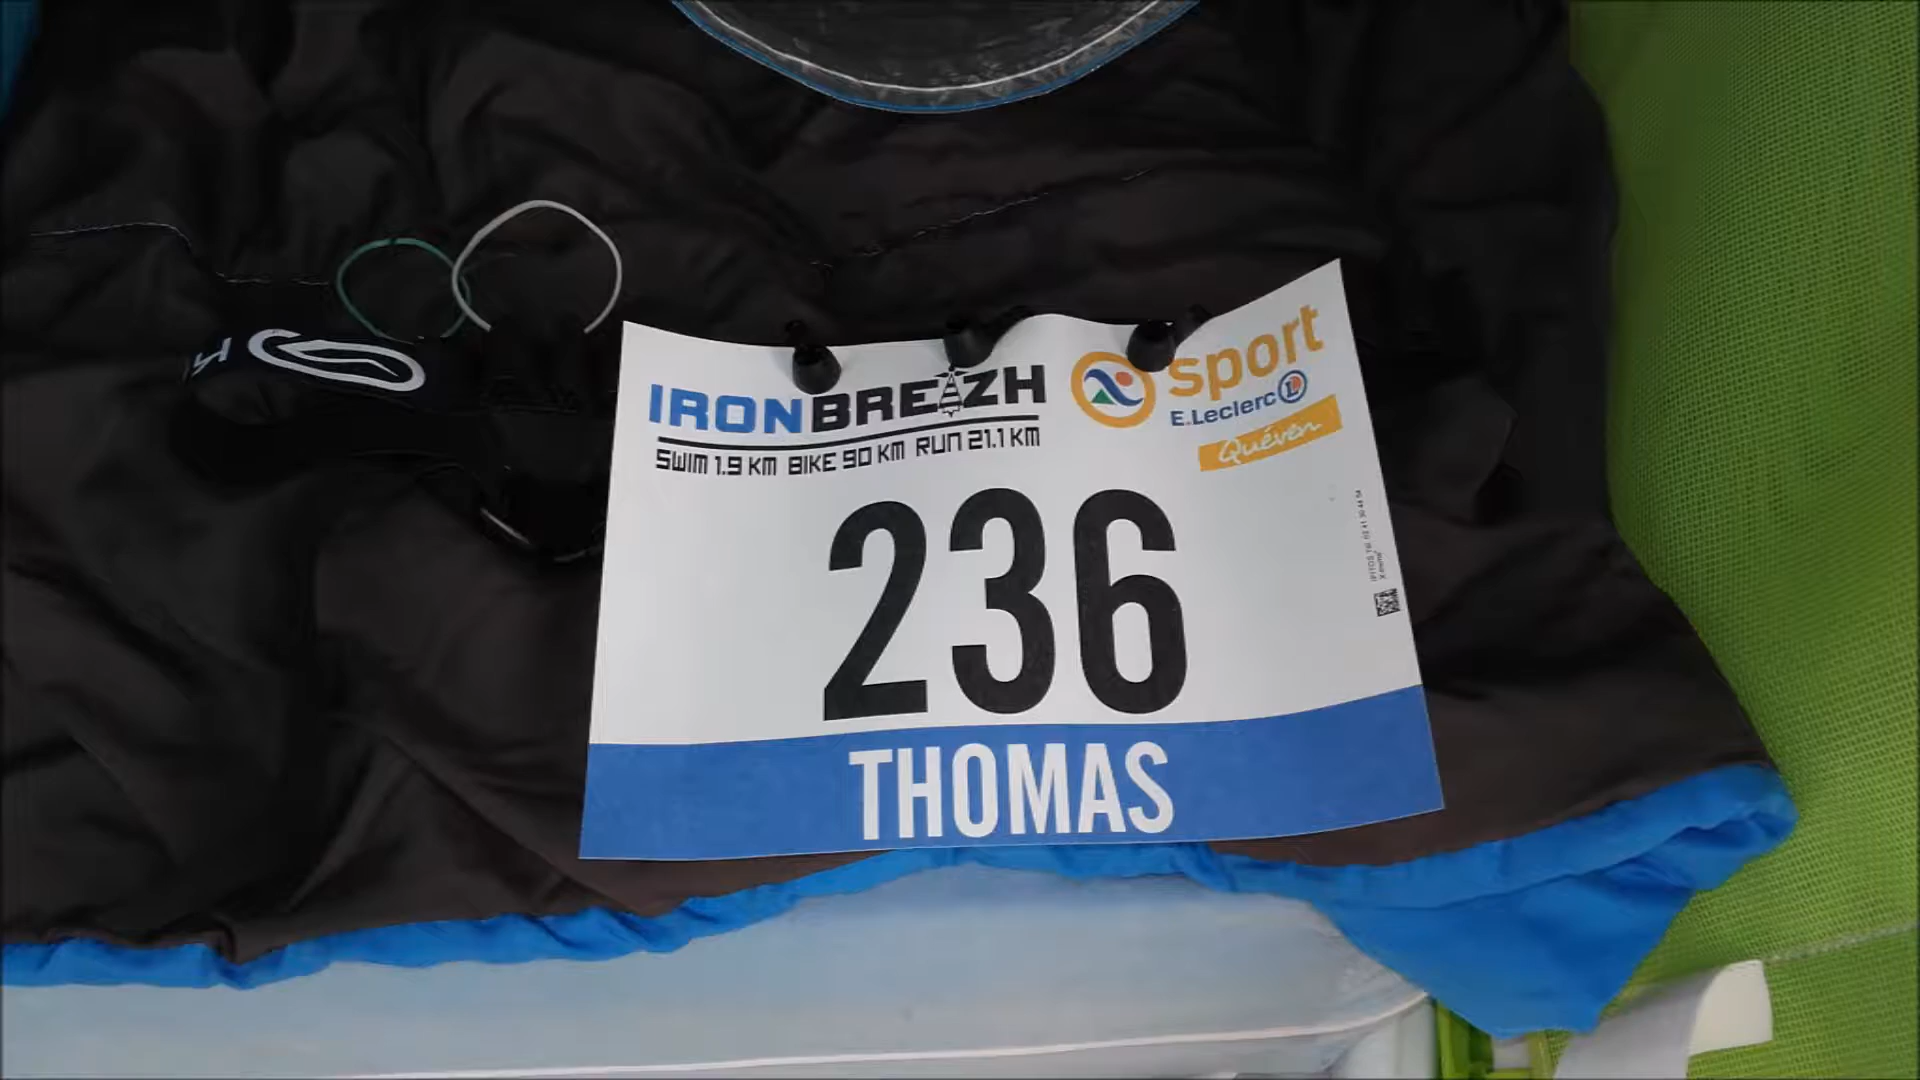 IRONBREIZH
SWIM 1.9 KM BIKE 90 KM RUN 21.1 KM
sport
E.Leclerc L
Quéven
236
THOMAS